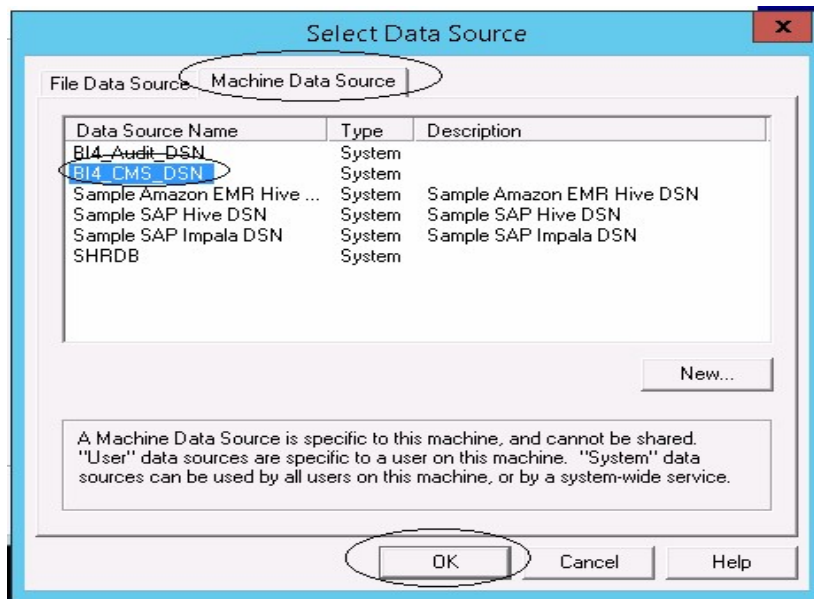 Select Data Source
x
File Data Source Machine Data Source
Data Source Name Type Description
BI4_Audit_DSN System
BI4_CMS_DSN System
Sample Amazon EMR Hive ... System Sample Amazon EMR Hive DSN
Sample SAP Hive DSN System Sample SAP Hive DSN
Sample SAP Impala DSN System Sample SAP Impala DSN
SHRDB System
New...
A Machine Data Source is specific to this machine, and cannot be shared.
"User" data sources are specific to a user on this machine. "System" data
sources can be used by all users on this machine, or by a system-wide service.
OK Cancel Help